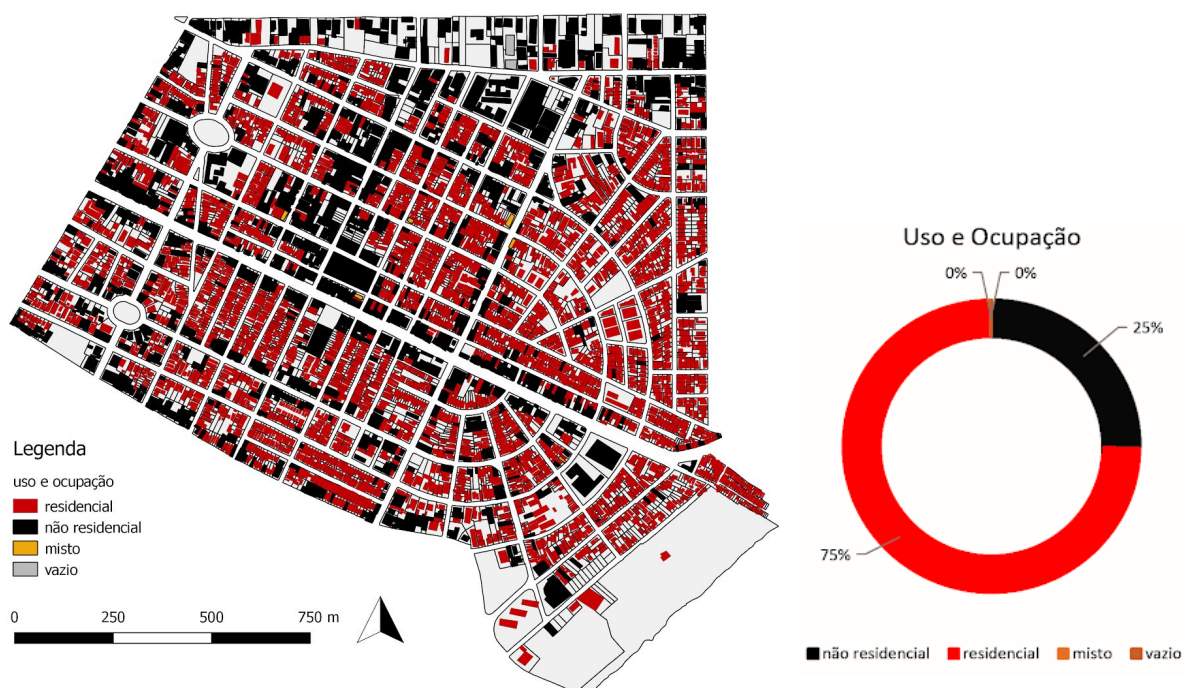 Legenda
uso e ocupação
residencial
não residencial
misto
vazio
0 250 500 750 m
Uso e Ocupação
0% 0%
25%
75%
não residencial residencial misto vazio